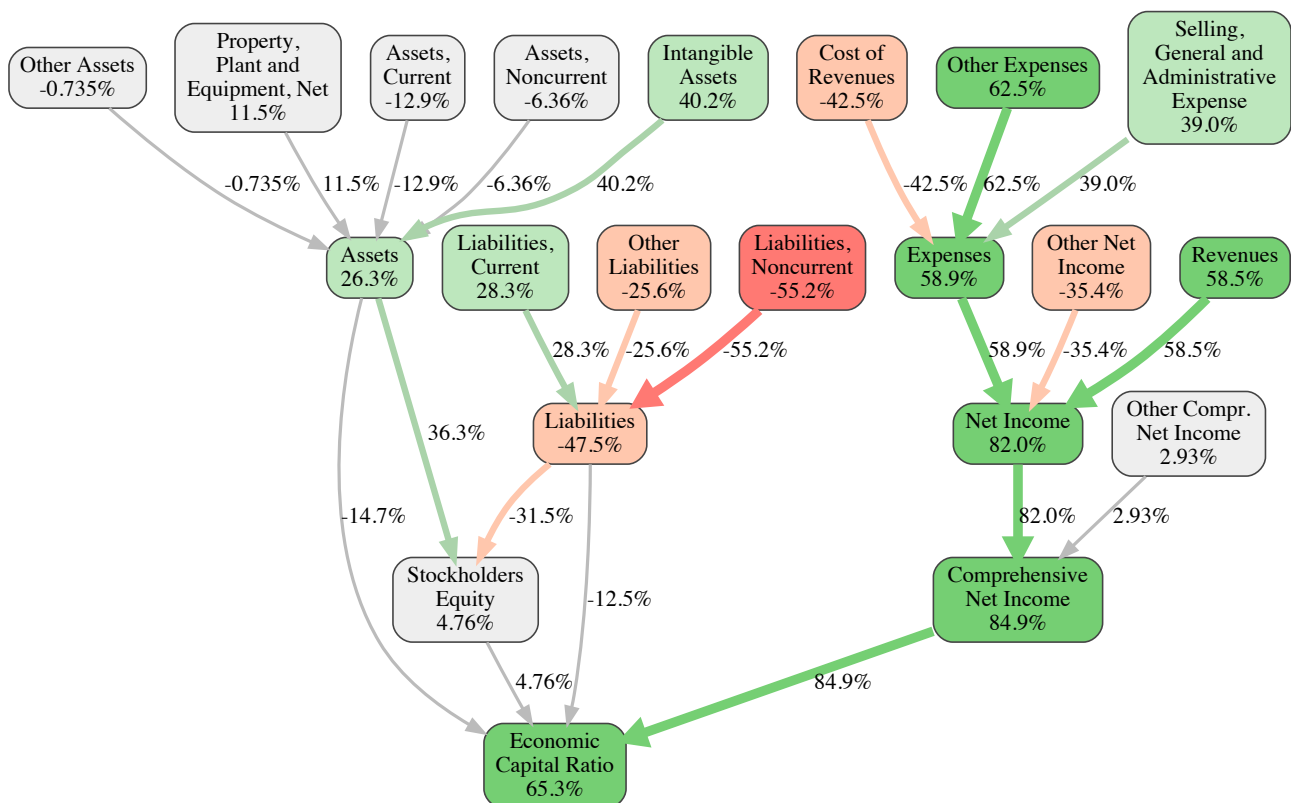 Other Assets
-0.735%
Property,
Plant and
Equipment, Net
11.5%
Assets,
Current
-12.9%
Assets,
Noncurrent
-6.36%
Intangible
Assets
40.2%
Cost of
Revenues
-42.5%
Other Expenses
62.5%
Selling,
General and
Administrative
Expense
39.0%
-0.735%
11.5%
-12.9%
-6.36%
40.2%
-42.5%
62.5%
39.0%
Assets
26.3%
Liabilities,
Current
28.3%
Other
Liabilities
-25.6%
Liabilities,
Noncurrent
-55.2%
Expenses
58.9%
Other Net
Income
-35.4%
Revenues
58.5%
28.3%
-25.6%
-55.2%
58.9%
-35.4%
58.5%
36.3%
Liabilities
-47.5%
Net Income
82.0%
Other Compr.
Net Income
2.93%
-14.7%
-31.5%
82.0%
2.93%
Stockholders
Equity
4.76%
-12.5%
Comprehensive
Net Income
84.9%
4.76%
84.9%
Economic
Capital Ratio
65.3%